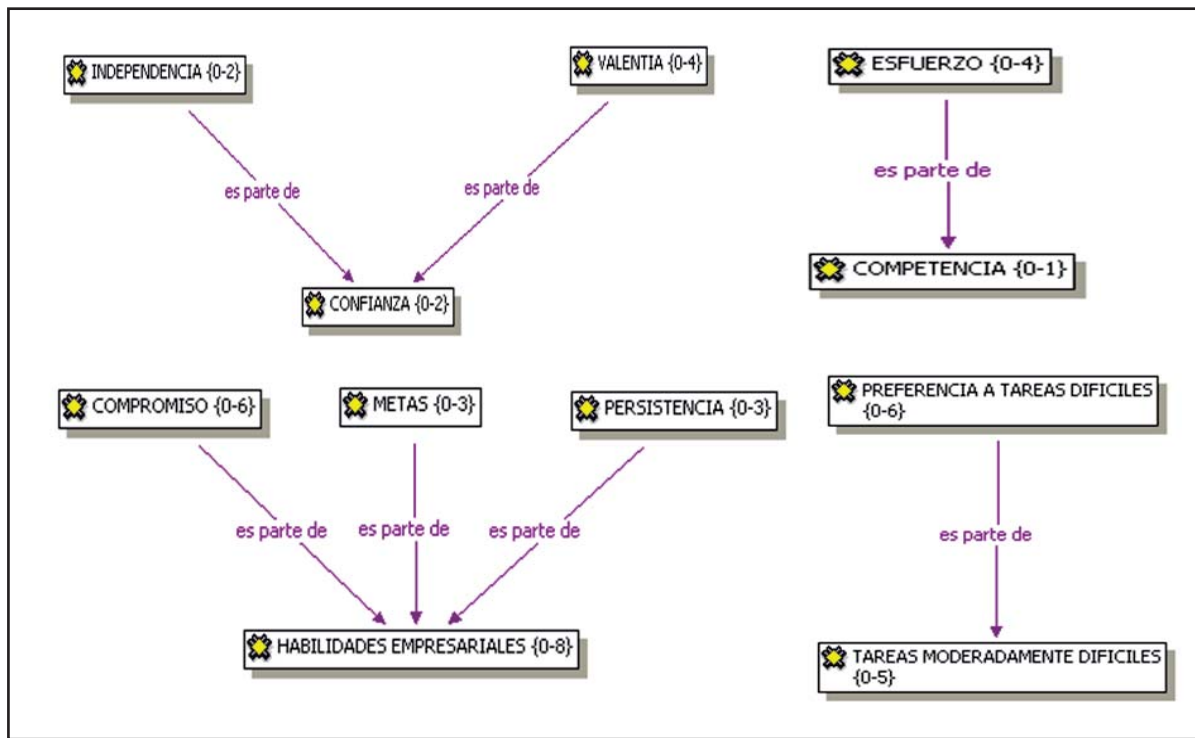 INDEPENDENCIA {0-2}
VALENTIA {0-4}
ESFUERZO {0-4}
es parte de
es parte de
es parte de
CONFIANZA {0-2}
COMPETENCIA {0-1}
COMPROMISO {0-6}
METAS {0-3}
PERSISTENCIA {0-3}
PREFERENCIA A TAREAS DIFICILES
{0-6}
es parte de
es parte de
es parte de
es parte de
HABILIDADES EMPRESARIALES {0-8}
TAREAS MODERADAMENTE DIFICILES
{0-5}